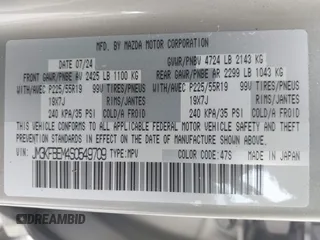 MFD. BY MAZDA MOTOR CORPORATION
DATE 07/24 GVWR/PNBV 4724 LB 2143 KG
FRONT GAWR/PNBE AV 2425 LB 1100 KG REAR GAWR/PNBE AR 2299 LB 1043 KG
W/AVEC P225/55R19 99V TIRES/PNEUS W/AVEC P225/55R19 99V TIRES/PNEUS
19X7J RIMS/JANTES 19X7J RIMS/JANTES
240 KPA/35 PSI COLD/A FROID 240 KPA/35 PSI COLD/A FROID
THIS VEHICLE CONFORMS TO ALL APPLICABLE FEDERAL MOTOR VEHICLE SAFETY, BUMPER AND THEFT PREVENTION STANDARDS IN EFFECT ON THE DATE OF MANUFACTURE SHOWN ABOVE.
TYPE:MPV COLOR CODE:47S
MADE IN JAPAN